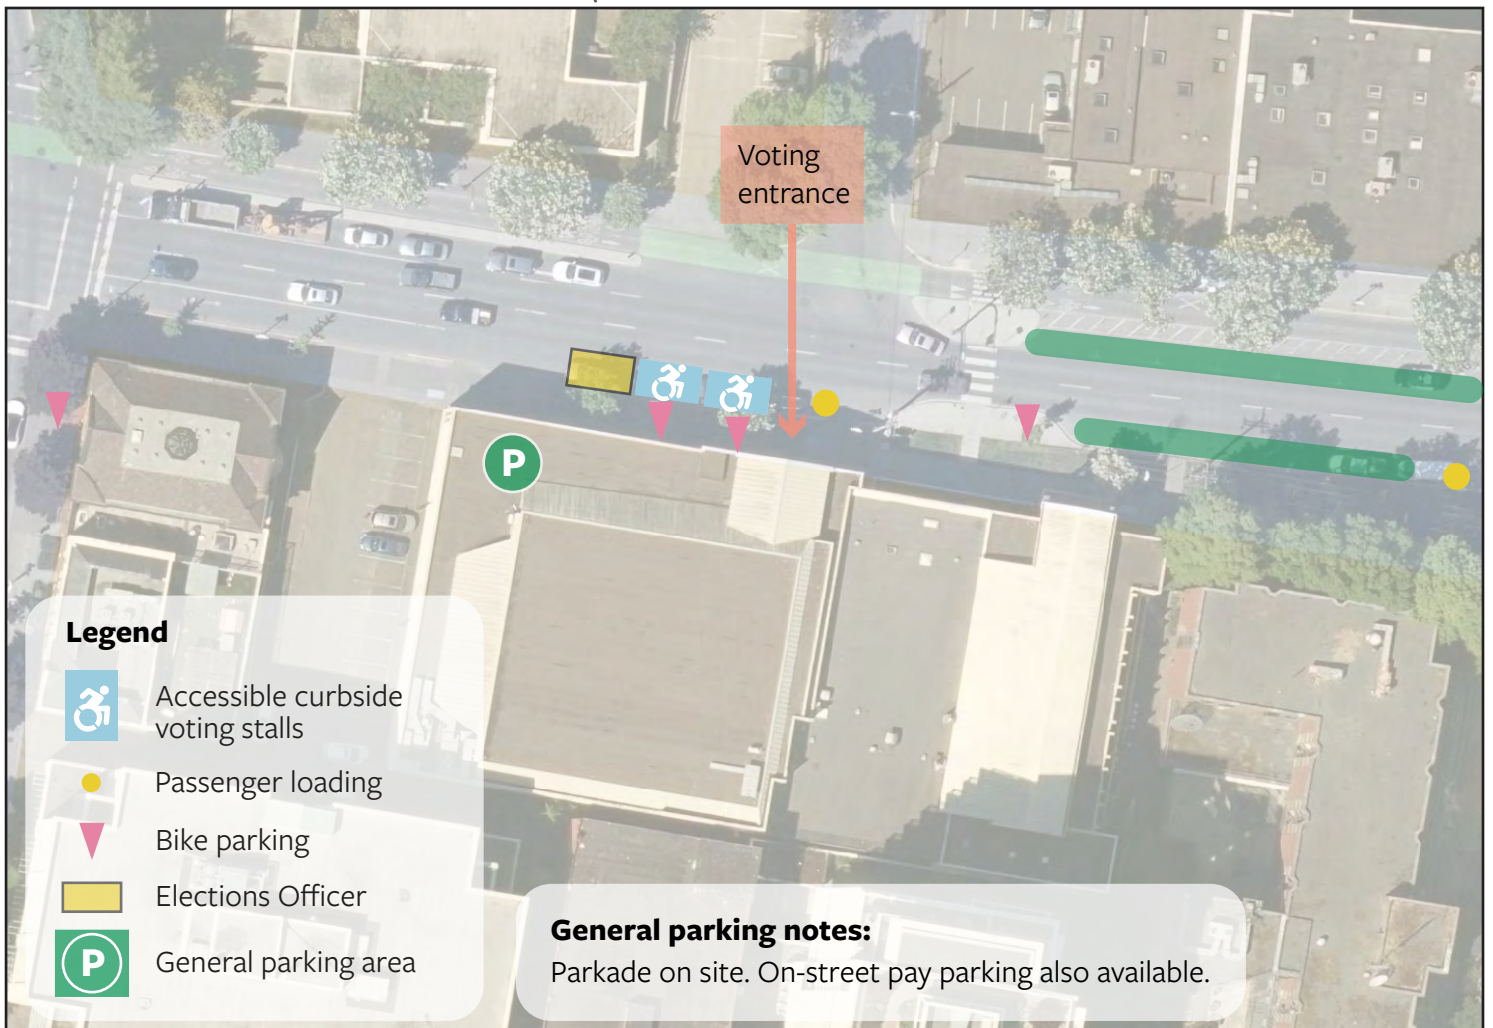 Voting
entrance
P
Legend
Accessible curbside
voting stalls
Passenger loading
Bike parking
Elections Officer
P
General parking area
General parking notes:
Parkade on site. On-street pay parking also available.